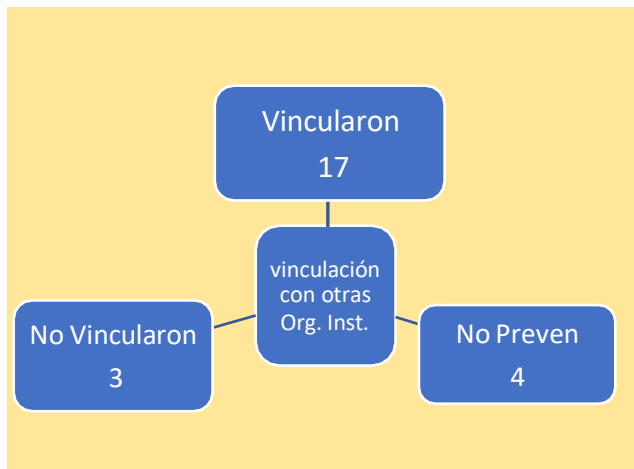 Vincularon
17
vinculación
con otras
Org. Inst.
No Vincularon
3
No Preven
4